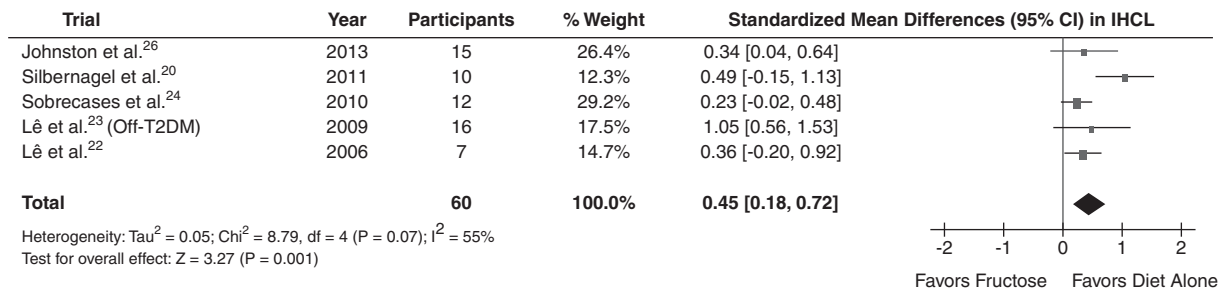 Trial Year Participants % Weight Standardized Mean Differences (95% CI) in IHCL
Johnston et al.26 2013 15 26.4% 0.34 [0.04, 0.64]
Silbernagel et al.20 2011 10 12.3% 0.49 [-0.15, 1.13]
Sobrecases et al.24 2010 12 29.2% 0.23 [-0.02, 0.48]
Lê et al.23 (Off-T2DM) 2009 16 17.5% 1.05 [0.56, 1.53]
Lê et al.22 2006 7 14.7% 0.36 [-0.20, 0.92]
Total 60 100.0% 0.45 [0.18, 0.72]
Heterogeneity: Tau2 = 0.05; Chi2 = 8.79, df = 4 (P = 0.07); I2 = 55%
Test for overall effect: Z = 3.27 (P = 0.001)
-2 -1 0 1 2
Favors Fructose Favors Diet Alone